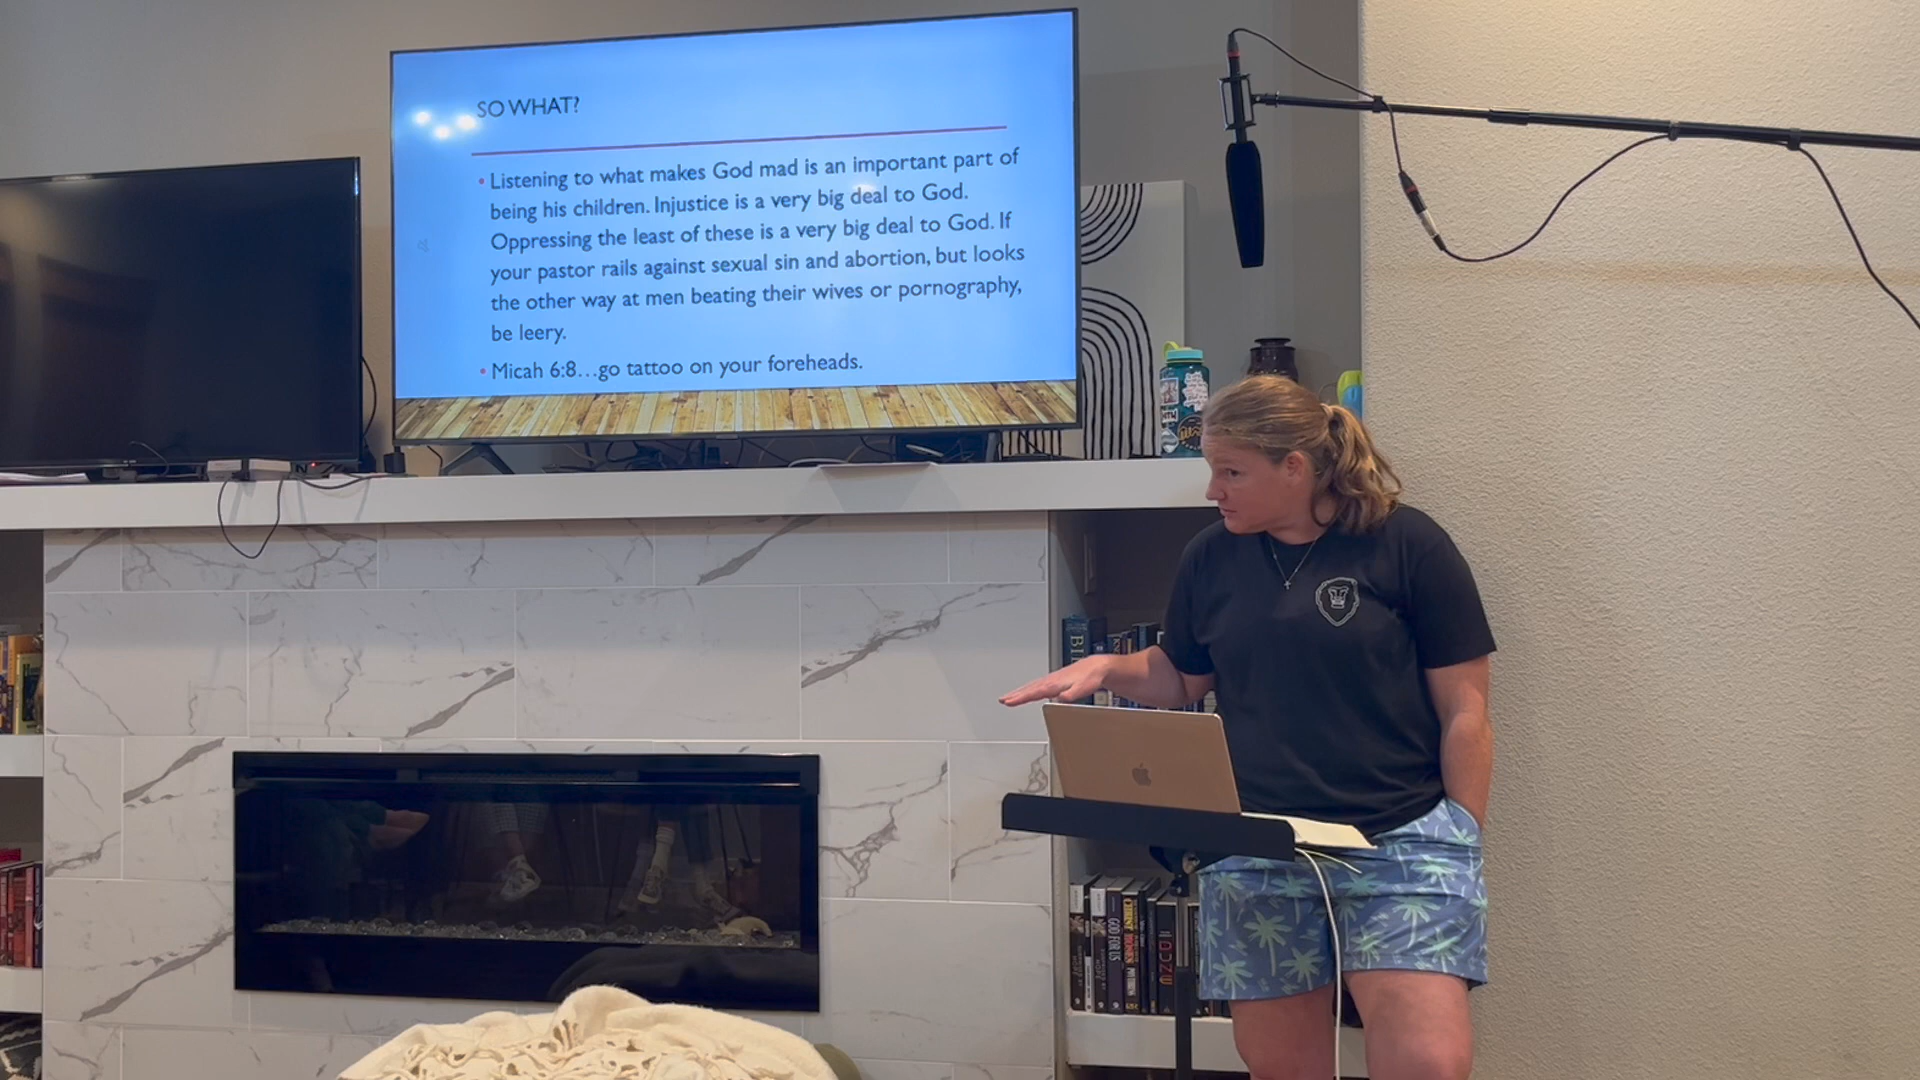 SO WHAT?
• Listening to what makes God mad is an important part of
being his children. Injustice is a very big deal to God.
Oppressing the least of these is a very big deal to God. If
your pastor rails against sexual sin and abortion, but looks
the other way at men beating their wives or pornography,
be leery.
• Micah 6:8...go tattoo on your foreheads.
GOD FOR US
DUNE